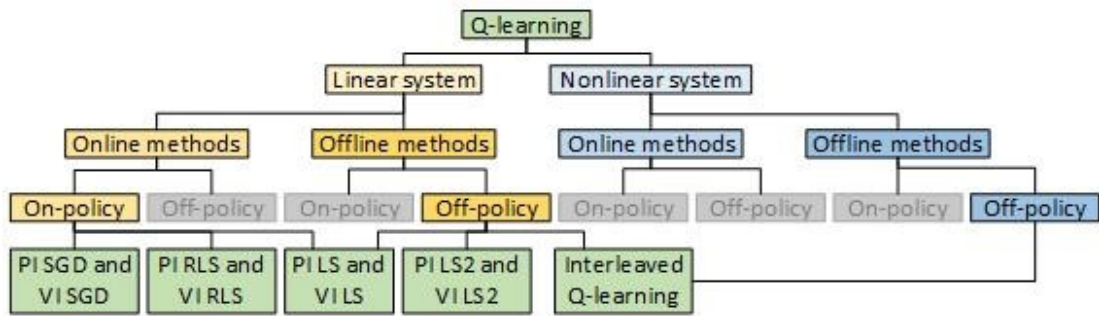 Q-learning
Linear system
Nonlinear system
Online methods
Offline methods
Online methods
Offline methods
On-policy
Off-policy
On-policy
Off-policy
On-policy
Off-policy
On-policy
Off-policy
PI SGD and
VI SGD
PI RLS and
VI RLS
PI LS and
VI LS
PI LS2 and
VI LS2
Interleaved
Q-learning